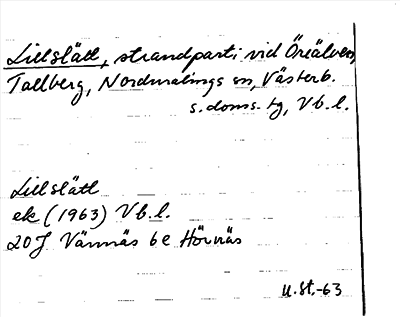 Lillslätt, strandparti vid Öreälven,
Tallberg, Nordmalings sn, Västerb.
s. doms. tg, Vb. l.
Lillslätt
ek (1963) Vb. l.
20J Vännäs 6e Hörnäs
U.St.-63